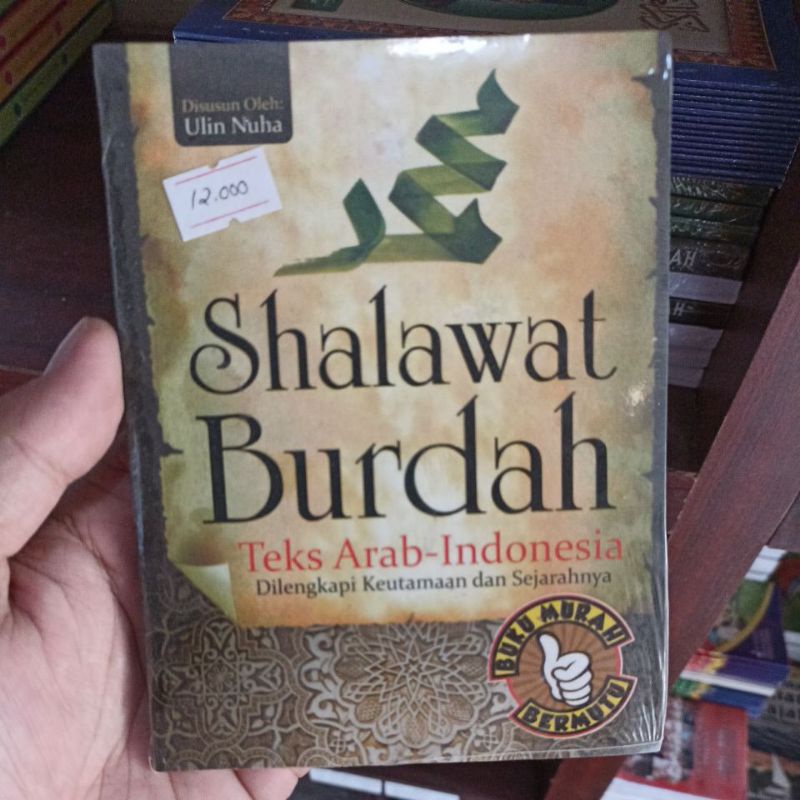 Disusun Oleh:
Ulin Nuha
12.000
محمد
Shalawat
Burdah
Teks Arab-Indonesia
Dilengkapi Keutamaan dan Sejarahnya
BUKU MURAH
BERMUTU